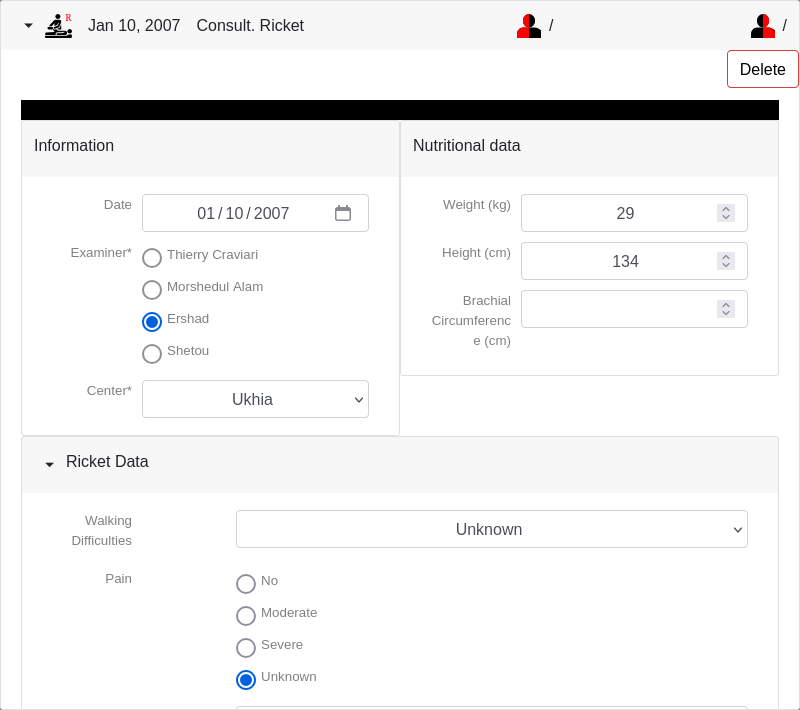 R
Jan 10, 2007 Consult. Ricket / /
Delete
Information
Date 01/10/2007
Examiner* Thierry Craviari
Morshedul Alam
Ershad
Shetou
Center* Ukhia
Nutritional data
Weight (kg) 29
Height (cm) 134
Brachial
Circumferenc
e (cm)
Ricket Data
Walking
Difficulties
Unknown
Pain No
Moderate
Severe
Unknown